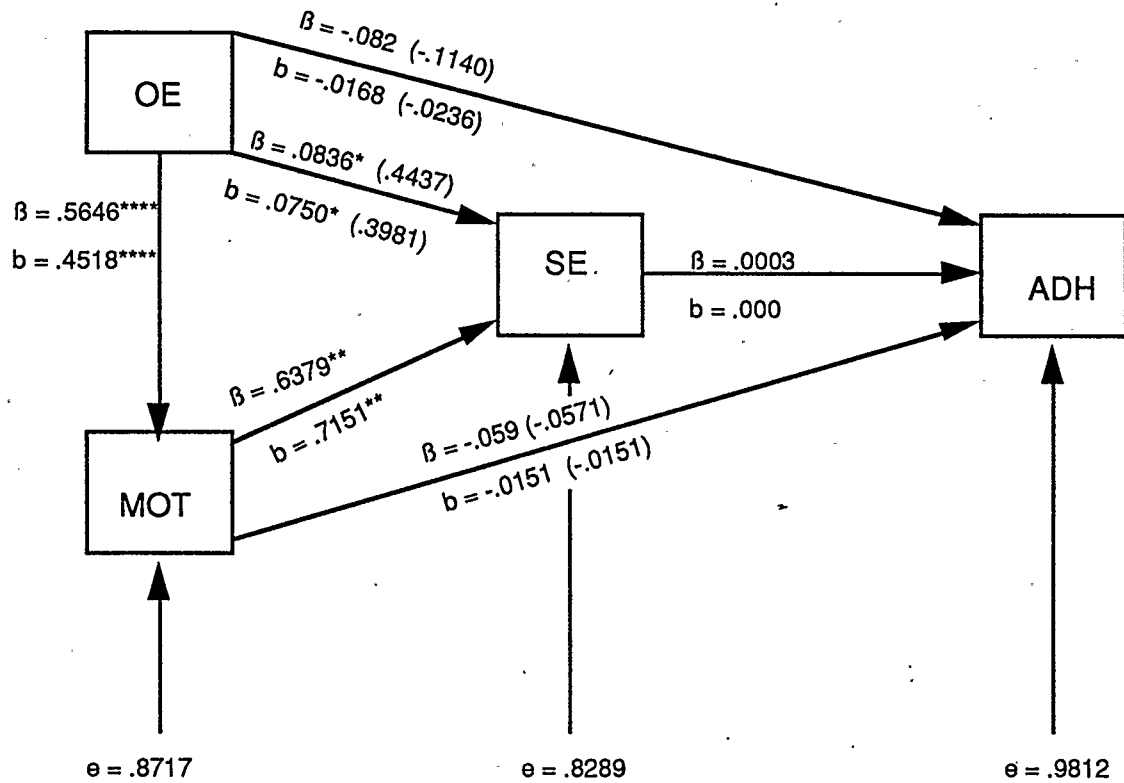 OE
ß = -.082 (-.1140)
b = -.0168 (-.0236)
ß = .0836* (.4437)
b = .0750* (.3981)
ß = .5646****
b = .4518****
SE
ß = .0003
b = .000
ADH
ß = .6379**
b = .7151**
ß = -.059 (-.0571)
b = -.0151 (-.0151)
MOT
e = .8717
e = .8289
e = .9812